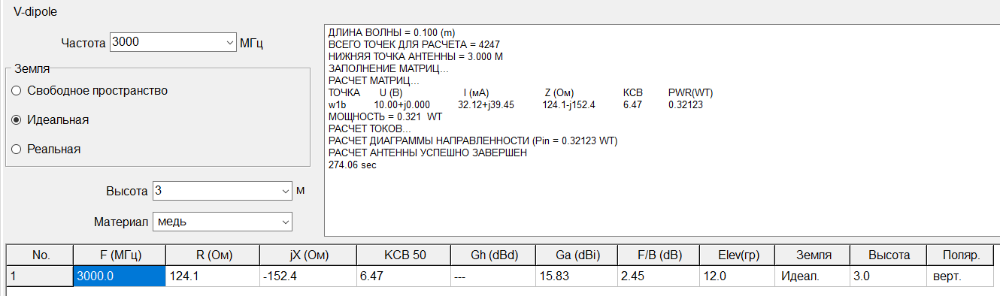 V-dipole
Частота 3000 МГц
Земля
Свободное пространство
Идеальная
Реальная
Высота 3 м
Материал медь
ДЛИНА ВОЛНЫ = 0.100 (m)
ВСЕГО ТОЧЕК ДЛЯ РАСЧЕТА = 4247
НИЖНЯЯ ТОЧКА АНТЕННЫ = 3.000 М
ЗАПОЛНЕНИЕ МАТРИЦ...
РАСЧЕТ МАТРИЦ...
ТОЧКА U (В) I (мА) Z (Ом) КСВ PWR(WT)
w1b 10.00+j0.000 32.12+j39.45 124.1-j152.4 6.47 0.32123
МОЩНОСТЬ = 0.321 WT
РАСЧЕТ ТОКОВ...
РАСЧЕТ ДИАГРАММЫ НАПРАВЛЕННОСТИ (Pin = 0.32123 WT)
РАСЧЕТ АНТЕННЫ УСПЕШНО ЗАВЕРШЕН
274.06 sec
No. F (МГц) R (Ом) jX (Ом) КСВ 50 Gh (dBd) Ga (dBi) F/B (dB) Elev(гр) Земля Высота Поляр.
1 3000.0 124.1 -152.4 6.47 --- 15.83 2.45 12.0 Идеал. 3.0 верт.